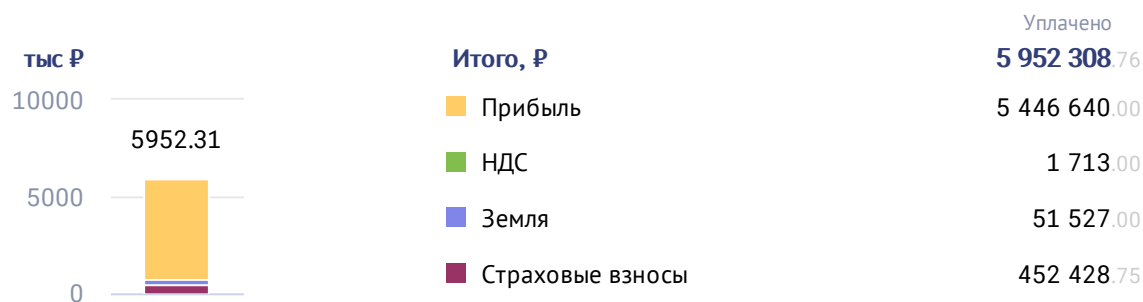 Уплачено
тыс ₽
Итого, ₽ 5 952 308.76
10000
Прибыль 5 446 640.00
5952.31
НДС 1 713.00
5000
Земля 51 527.00
Страховые взносы 452 428.75
0